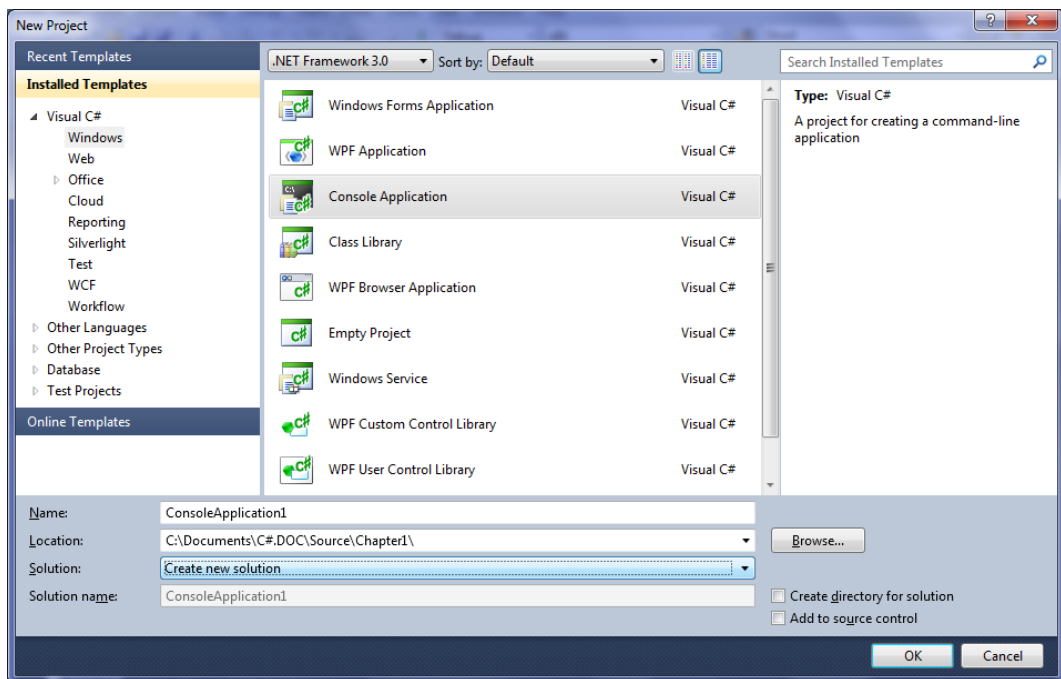 New Project
Recent Templates
Installed Templates
Visual C#
Windows
Web
Office
Cloud
Reporting
Silverlight
Test
WCF
Workflow
Other Languages
Other Project Types
Database
Test Projects
Online Templates
.NET Framework 3.0 Sort by: Default
Windows Forms Application Visual C#
WPF Application Visual C#
Console Application Visual C#
Class Library Visual C#
WPF Browser Application Visual C#
Empty Project Visual C#
Windows Service Visual C#
WPF Custom Control Library Visual C#
WPF User Control Library Visual C#
Search Installed Templates
Type: Visual C#
A project for creating a command-line
application
Name: ConsoleApplication1
Location: C:\Documents\C#.DOC\Source\Chapter1\
Browse...
Solution: Create new solution
Solution name: ConsoleApplication1
Create directory for solution
Add to source control
OK Cancel